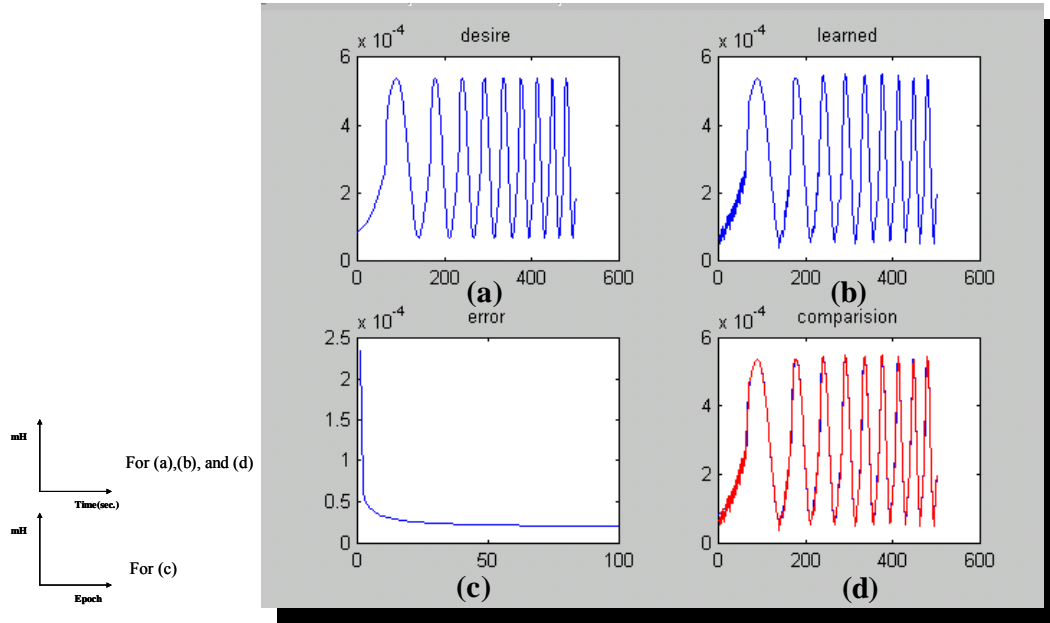 x 10-4 desire
6
4
2
0
0 200 400 600
(a)
x 10-4 learned
6
4
2
0
0 200 400 600
(b)
x 10-4 error
2.5
2
1.5
1
0.5
0
0 50 100
(c)
x 10-4 comparision
6
4
2
0
0 200 400 600
(d)
mH
For (a),(b), and (d)
Time(sec.)
mH
For (c)
Epoch